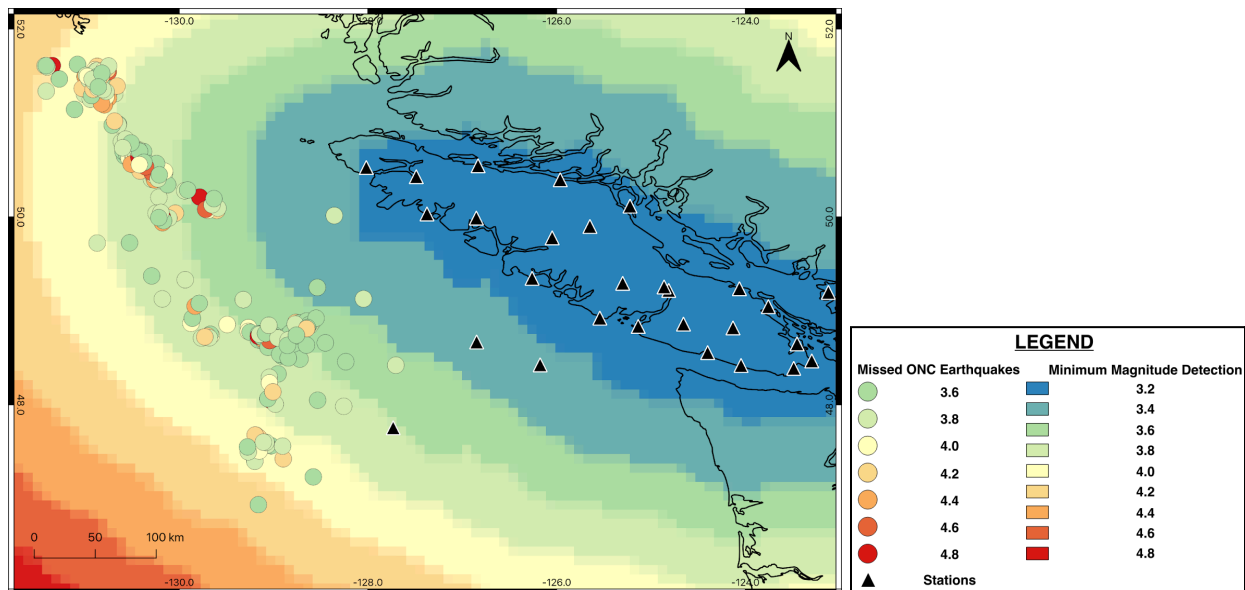 -130.0 -128.0 -126.0 -124.0
52.0 52.0
N
50.0 50.0
48.0 48.0
0 50 100 km
-130.0 -128.0 -126.0 -124.0
LEGEND
Missed ONC Earthquakes Minimum Magnitude Detection
3.6 3.2
3.8 3.4
4.0 3.6
4.2 3.8
4.4 4.0
4.6 4.2
4.8 4.4
Stations 4.6
4.8